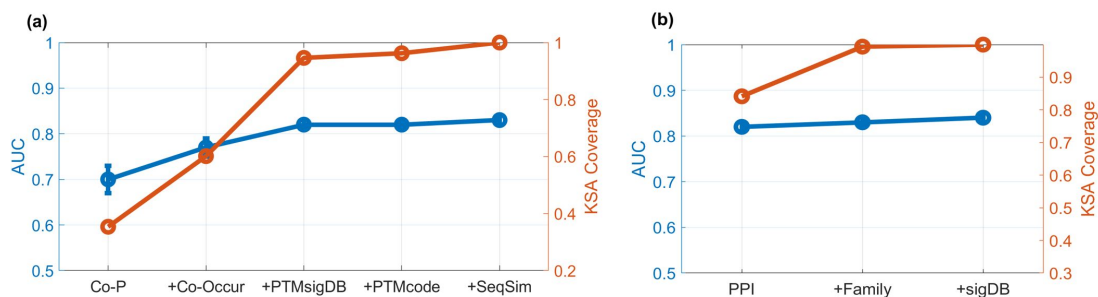 (a)
1
0.9
0.8
0.7
0.6
0.5
AUC
1
0.8
0.6
0.4
0.2
KSA Coverage
Co-P
+Co-Occur
+PTMsigDB
+PTMcode
+SeqSim
(b)
1
0.9
0.8
0.7
0.6
0.5
AUC
0.9
0.8
0.7
0.6
0.5
0.4
0.3
KSA Coverage
PPI
+Family
+sigDB